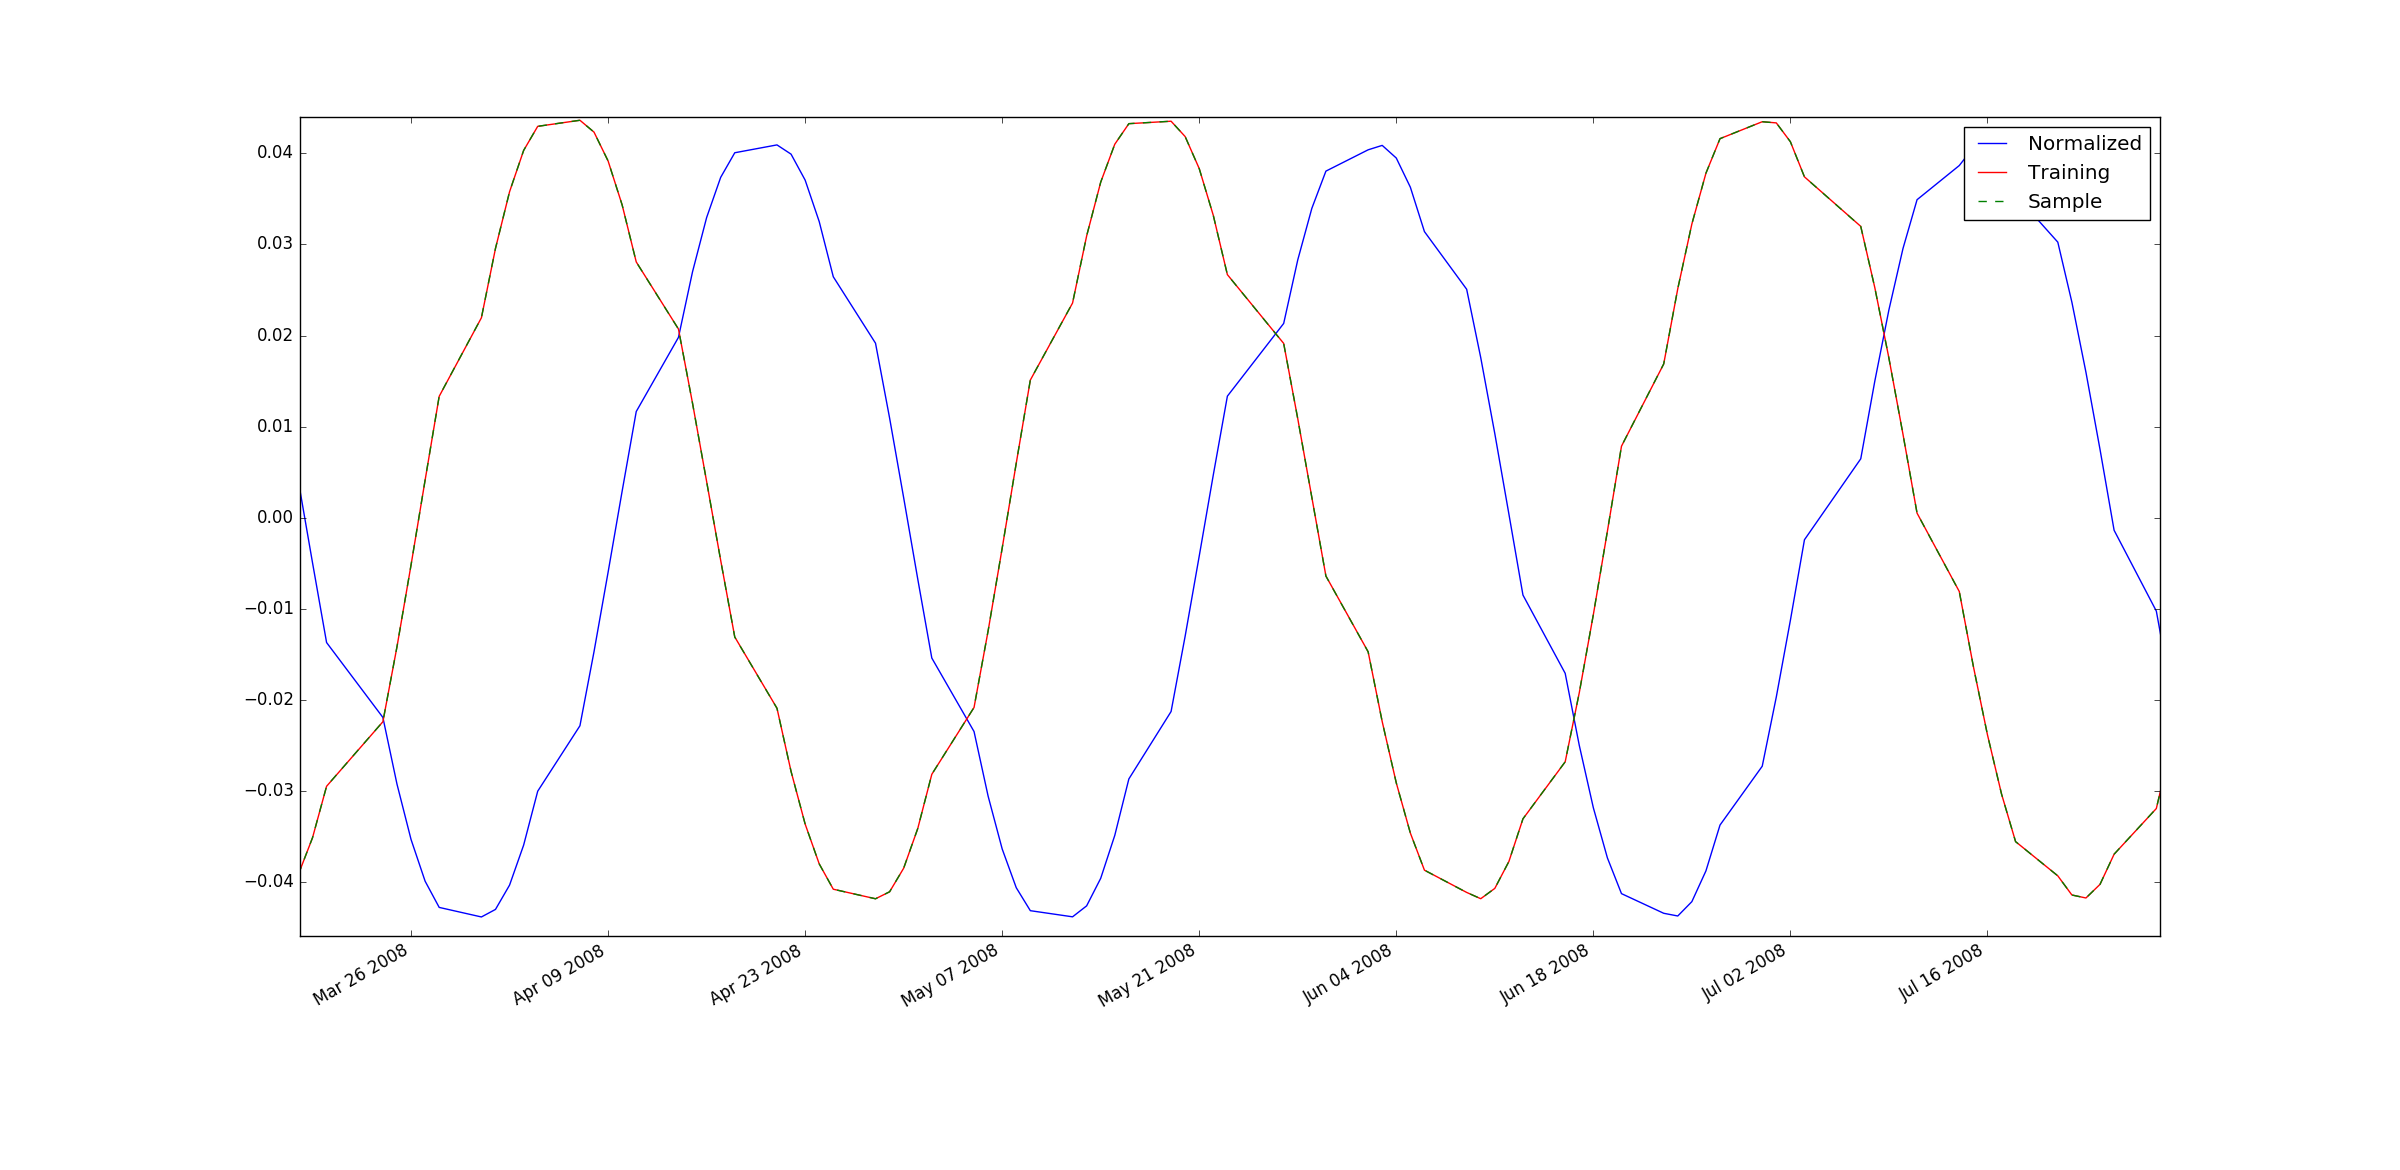 Normalized
Training
Sample
0.04
0.03
0.02
0.01
0.00
−0.01
−0.02
−0.03
−0.04
Mar 26 2008
Apr 09 2008
Apr 23 2008
May 07 2008
May 21 2008
Jun 04 2008
Jun 18 2008
Jul 02 2008
Jul 16 2008